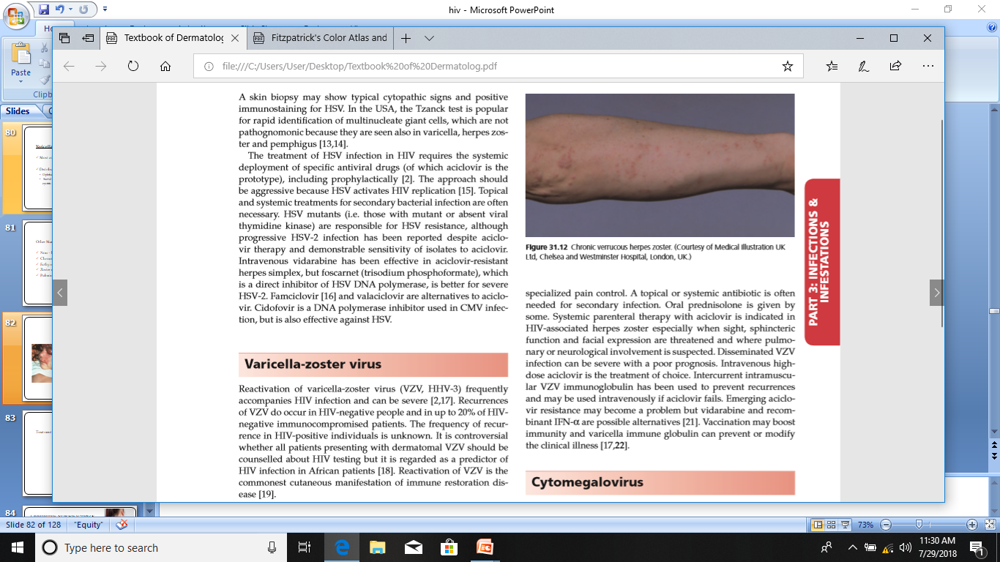 hiv - Microsoft PowerPoint
Textbook of Dermatolog
Fitzpatrick's Color Atlas and
file:///C:/Users/User/Desktop/Textbook%20of%20Dermatolog.pdf
Paste
Slides
80
81
82
83
84
A skin biopsy may show typical cytopathic signs and positive
immunostaining for HSV. In the USA, the Tzanck test is popular
for rapid identification of multinucleate giant cells, which are not
pathognomonic because they are seen also in varicella, herpes zos-
ter and pemphigus [13,14].
The treatment of HSV infection in HIV requires the systemic
deployment of specific antiviral drugs (of which aciclovir is the
prototype), including prophylactically [2]. The approach should
be aggressive because HSV activates HIV replication [15]. Topical
and systemic treatments for secondary bacterial infection are often
necessary. HSV mutants (i.e. those with mutant or absent viral
thymidine kinase) are responsible for HSV resistance, although
progressive HSV-2 infection has been reported despite aciclo-
vir therapy and demonstrable sensitivity of isolates to aciclovir.
Intravenous vidarabine has been effective in aciclovir-resistant
herpes simplex, but foscarnet (trisodium phosphoformate), which
is a direct inhibitor of HSV DNA polymerase, is better for severe
HSV-2. Famciclovir [16] and valaciclovir are alternatives to aciclo-
vir. Cidofovir is a DNA polymerase inhibitor used in CMV infec-
tion, but is also effective against HSV.
Varicella-zoster virus
Reactivation of varicella-zoster virus (VZV, HHV-3) frequently
accompanies HIV infection and can be severe [2,17]. Recurrences
of VZV do occur in HIV-negative people and in up to 20% of HIV-
negative immunocompromised patients. The frequency of recur-
rence in HIV-positive individuals is unknown. It is controversial
whether all patients presenting with dermatomal VZV should be
counselled about HIV testing but it is regarded as a predictor of
HIV infection in African patients [18]. Reactivation of VZV is the
commonest cutaneous manifestation of immune restoration dis-
ease [19].
Figure 31.12 Chronic verrucous herpes zoster. (Courtesy of Medical Illustration UK
Ltd, Chelsea and Westminster Hospital, London, UK.)
specialized pain control. A topical or systemic antibiotic is often
needed for secondary infection. Oral prednisolone is given by
some. Systemic parenteral therapy with aciclovir is indicated in
HIV-associated herpes zoster especially when sight, sphincteric
function and facial expression are threatened and where pulmo-
nary or neurological involvement is suspected. Disseminated VZV
infection can be severe with a poor prognosis. Intravenous high-
dose aciclovir is the treatment of choice. Intercurrent intramuscu-
lar VZV immunoglobulin has been used to prevent recurrences
and may be used intravenously if aciclovir fails. Emerging aciclo-
vir resistance may become a problem but vidarabine and recom-
binant IFN-α are possible alternatives [21]. Vaccination may boost
immunity and varicella immune globulin can prevent or modify
the clinical illness [17,22].
Cytomegalovirus
PART 3: INFECTIONS &
INFESTATIONS
Slide 82 of 128
"Equity"
73%
Type here to search
11:30 AM
7/29/2018
1